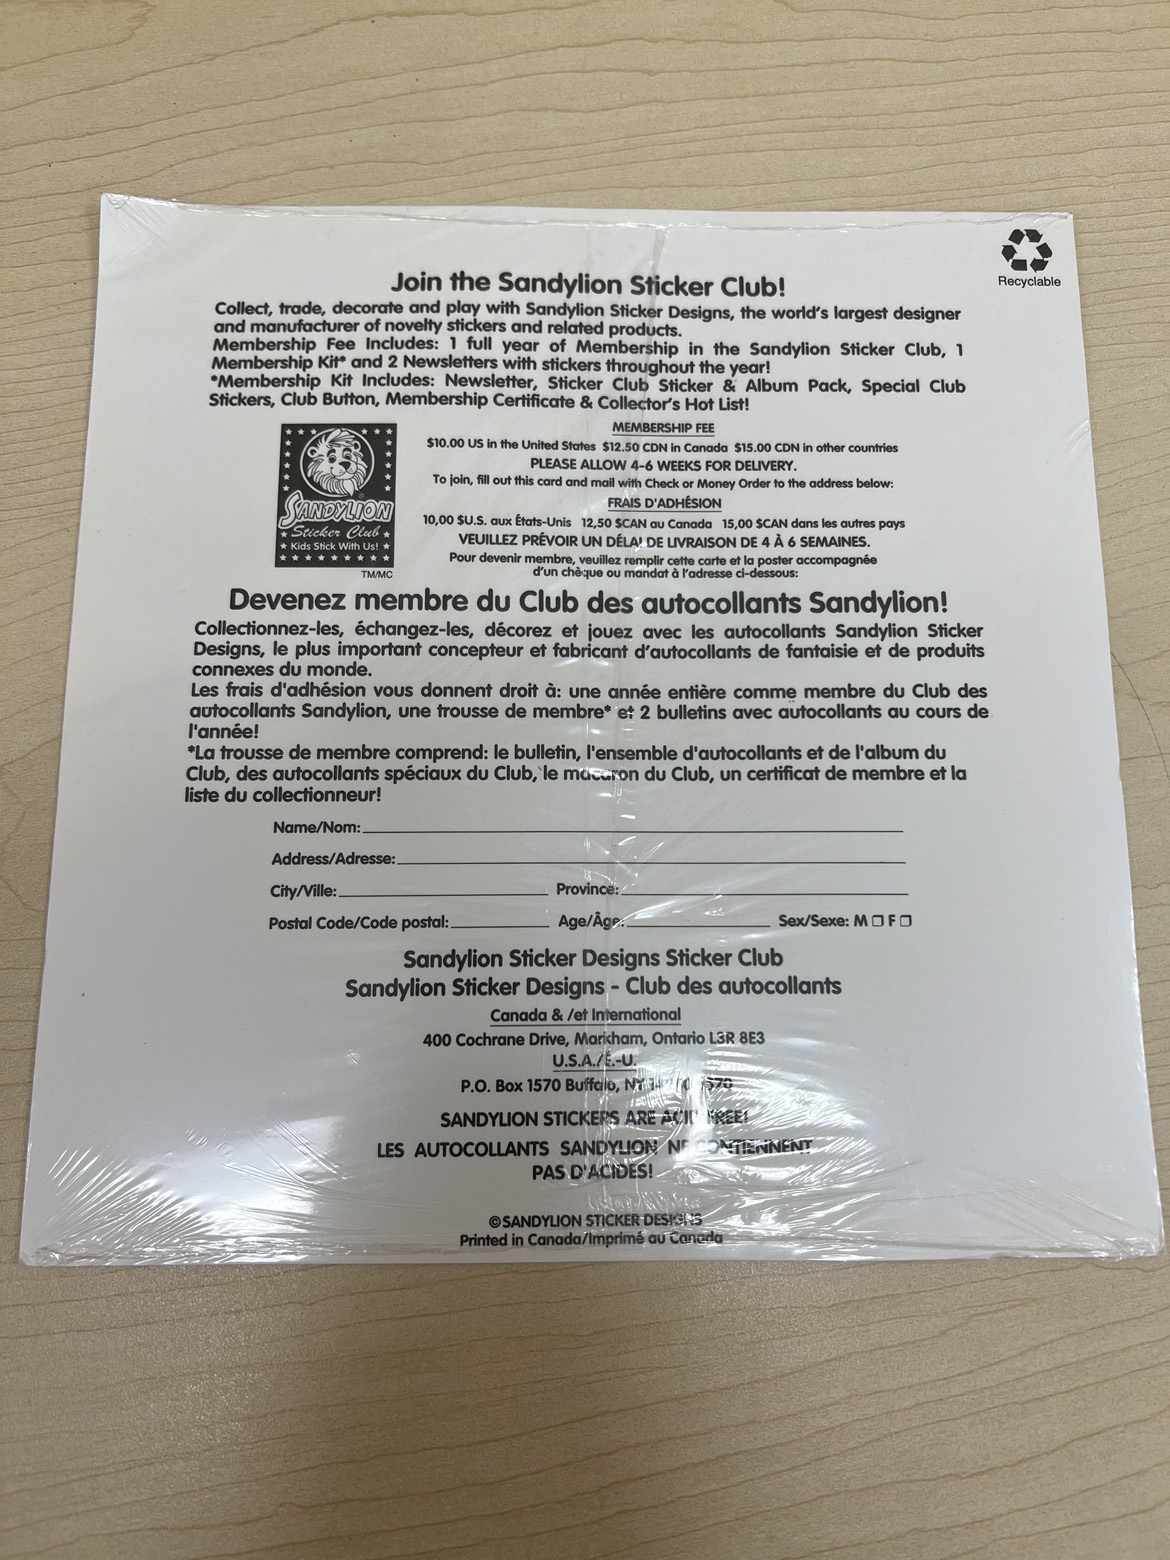 Recyclable
Join the Sandylion Sticker Club!
Collect, trade, decorate and play with Sandylion Sticker Designs, the world's largest designer
and manufacturer of novelty stickers and related products.
Membership Fee Includes: 1 full year of Membership in the Sandylion Sticker Club, 1
Membership Kit* and 2 Newsletters with stickers throughout the year!
*Membership Kit Includes: Newsletter, Sticker Club Sticker & Album Pack, Special Club
Stickers, Club Button, Membership Certificate & Collector's Hot List!
SANDYLION
Sticker Club
Kids Stick With Us!
TM/MC
MEMBERSHIP FEE
$10.00 US in the United States $12.50 CDN in Canada $15.00 CDN in other countries
PLEASE ALLOW 4-6 WEEKS FOR DELIVERY.
To join, fill out this card and mail with Check or Money Order to the address below:
FRAIS D'ADHÉSION
10,00 $U.S. aux États-Unis 12,50 $CAN au Canada 15,00 $CAN dans les autres pays
VEUILLEZ PRÉVOIR UN DÉLAI DE LIVRAISON DE 4 À 6 SEMAINES.
Pour devenir membre, veuillez remplir cette carte et la poster accompagnée
d'un chèque ou mandat à l'adresse ci-dessous:
Devenez membre du Club des autocollants Sandylion!
Collectionnez-les, échangez-les, décorez et jouez avec les autocollants Sandylion Sticker
Designs, le plus important concepteur et fabricant d'autocollants de fantaisie et de produits
connexes du monde.
Les frais d'adhésion vous donnent droit à: une année entière comme membre du Club des
autocollants Sandylion, une trousse de membre* et 2 bulletins avec autocollants au cours de
l'année!
*La trousse de membre comprend: le bulletin, l'ensemble d'autocollants et de l'album du
Club, des autocollants spéciaux du Club, le macaron du Club, un certificat de membre et la
liste du collectionneur!
Name/Nom:
Address/Adresse:
City/Ville: Province:
Postal Code/Code postal: Age/Âge: Sex/Sexe: M F
Sandylion Sticker Designs Sticker Club
Sandylion Sticker Designs - Club des autocollants
Canada & /et International
400 Cochrane Drive, Markham, Ontario L3R 8E3
U.S.A./É.-U.
P.O. Box 1570 Buffalo, NY
SANDYLION STICKERS ARE ACID FREE!
LES AUTOCOLLANTS SANDYLION NE CONTIENNENT
PAS D'ACIDES!
©SANDYLION STICKER DESIGNS
Printed in Canada/Imprimé au Canada